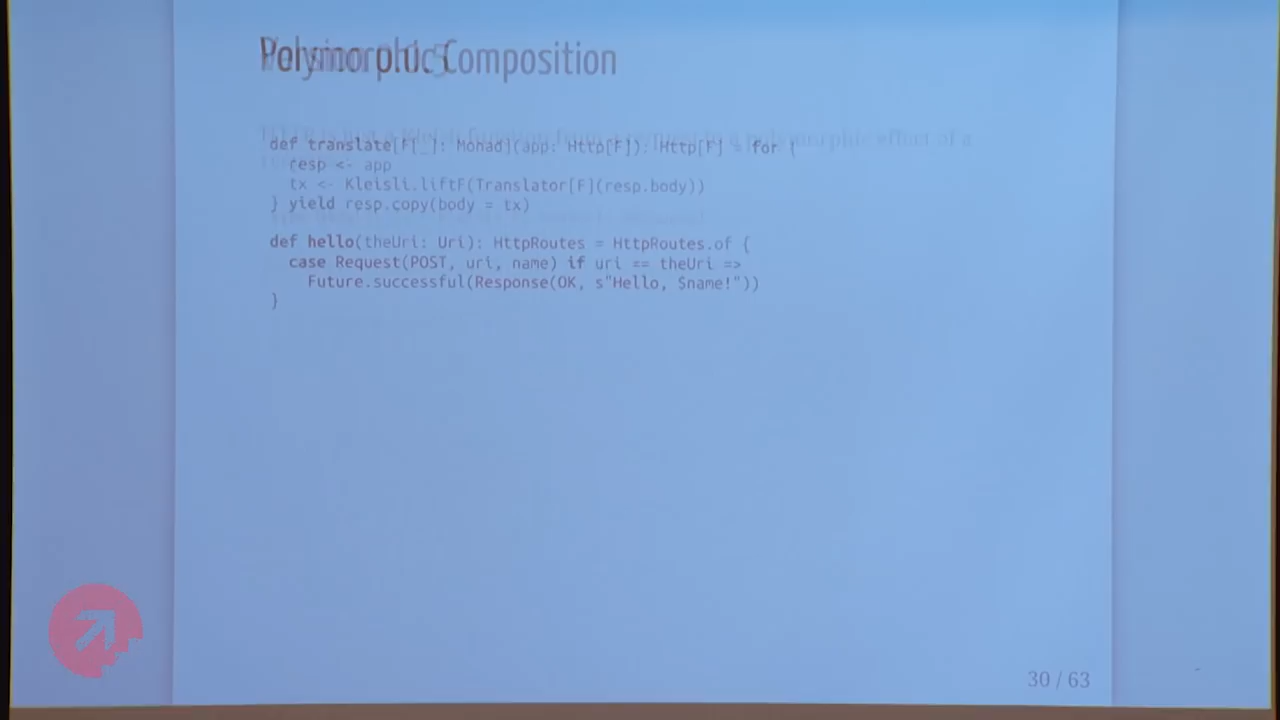 Polymorphic Composition
def translate[F[_]: Monad](app: Http[F]): Http[F] = for {
resp <- app
tx <- Kleisli.liftF(Translator[F](resp.body))
} yield resp.copy(body = tx)
def hello(theUri: Uri): HttpRoutes = HttpRoutes.of {
case Request(POST, uri, name) if uri == theUri =>
Future.successful(Response(OK, s"Hello, $name!"))
}
30 / 63